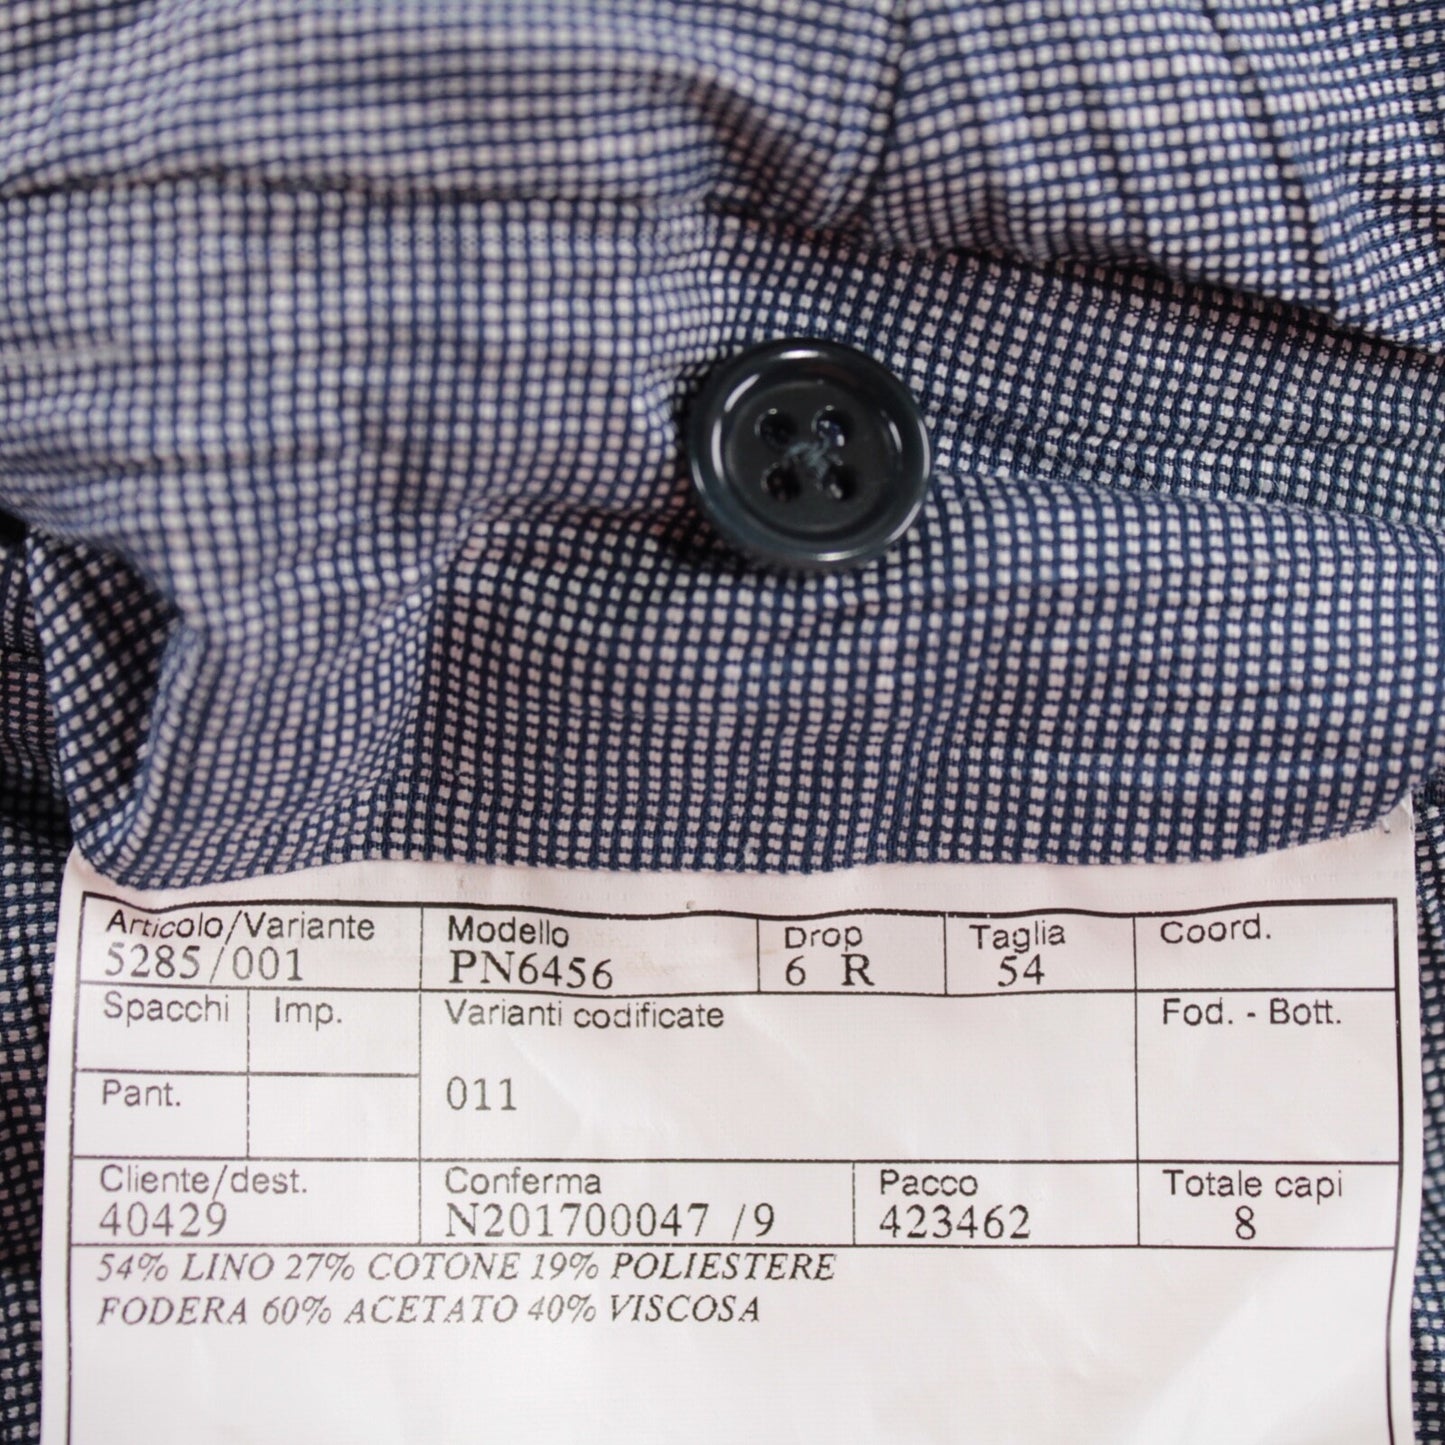 Articolo/Variante Modello Drop Taglia Coord.
5285/001 PN6456 6 R 54
Spacchi Imp. Varianti codificate Fod. - Bott.
Pant. 011
Cliente/dest. Conferma Pacco Totale capi
40429 N201700047 /9 423462 8
54% LINO 27% COTONE 19% POLIESTERE
FODERA 60% ACETATO 40% VISCOSA